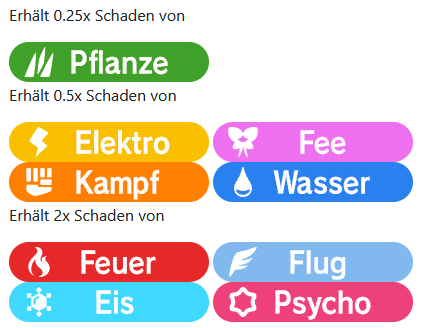 Erhält 0.25x Schaden von
Pflanze
Erhält 0.5x Schaden von
Elektro Fee
Kampf Wasser
Erhält 2x Schaden von
Feuer Flug
Eis Psycho